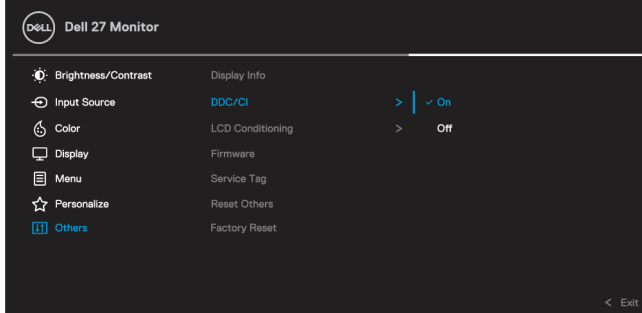 DELL Dell 27 Monitor
Brightness/Contrast Display Info
Input Source DDC/CI > ✓ On
Color LCD Conditioning > Off
Display Firmware
Menu Service Tag
Personalize Reset Others
Others Factory Reset
< Exit